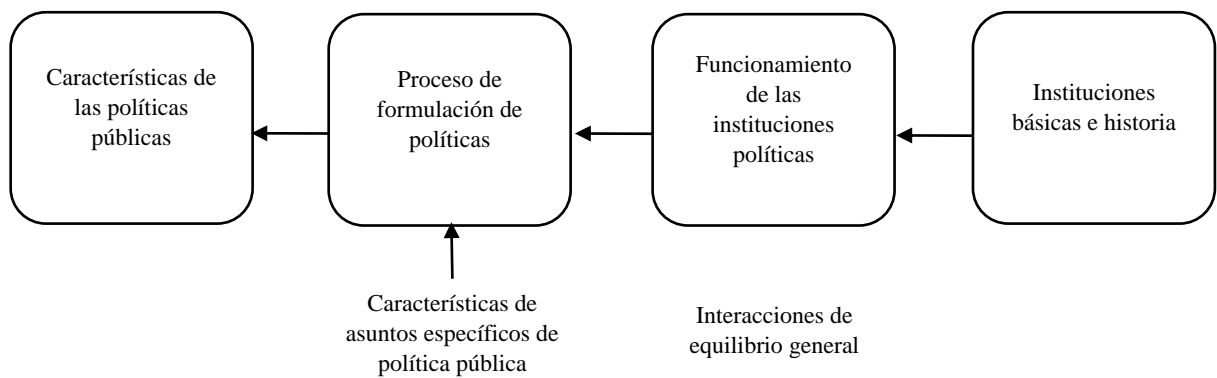 Características de
las políticas
públicas
Proceso de
formulación de
políticas
Funcionamiento
de las
instituciones
políticas
Instituciones
básicas e historia
Características de
asuntos específicos de
política pública
Interacciones de
equilibrio general